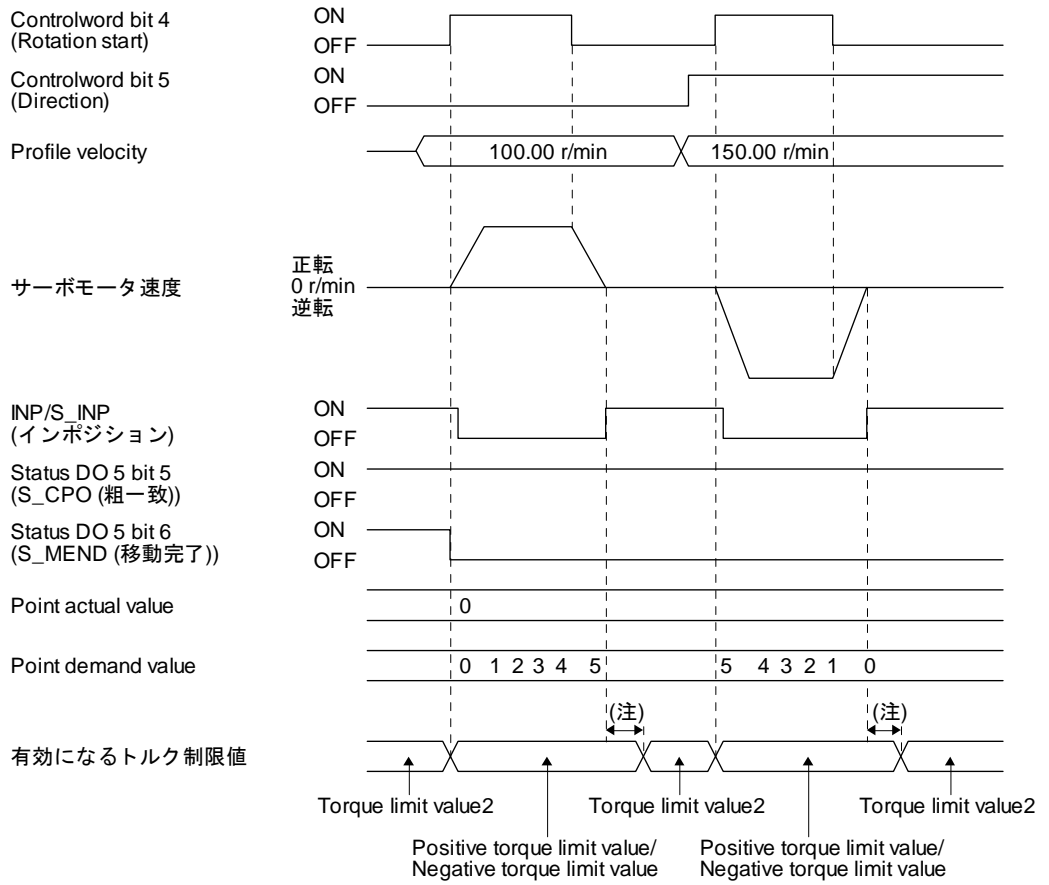 Controlword bit 4
(Rotation start)
ON
OFF
Controlword bit 5
(Direction)
ON
OFF
Profile velocity
100.00 r/min
150.00 r/min
サーボモータ速度
正転
0 r/min
逆転
INP/S_INP
(インポジション)
ON
OFF
Status DO 5 bit 5
(S_CPO (粗一致))
ON
OFF
Status DO 5 bit 6
(S_MEND (移動完了))
ON
OFF
Point actual value
0
Point demand value
0 1 2 3 4 5
5 4 3 2 1 0
(注)
(注)
有効になるトルク制限値
Torque limit value2
Torque limit value2
Torque limit value2
Positive torque limit value/
Negative torque limit value
Positive torque limit value/
Negative torque limit value